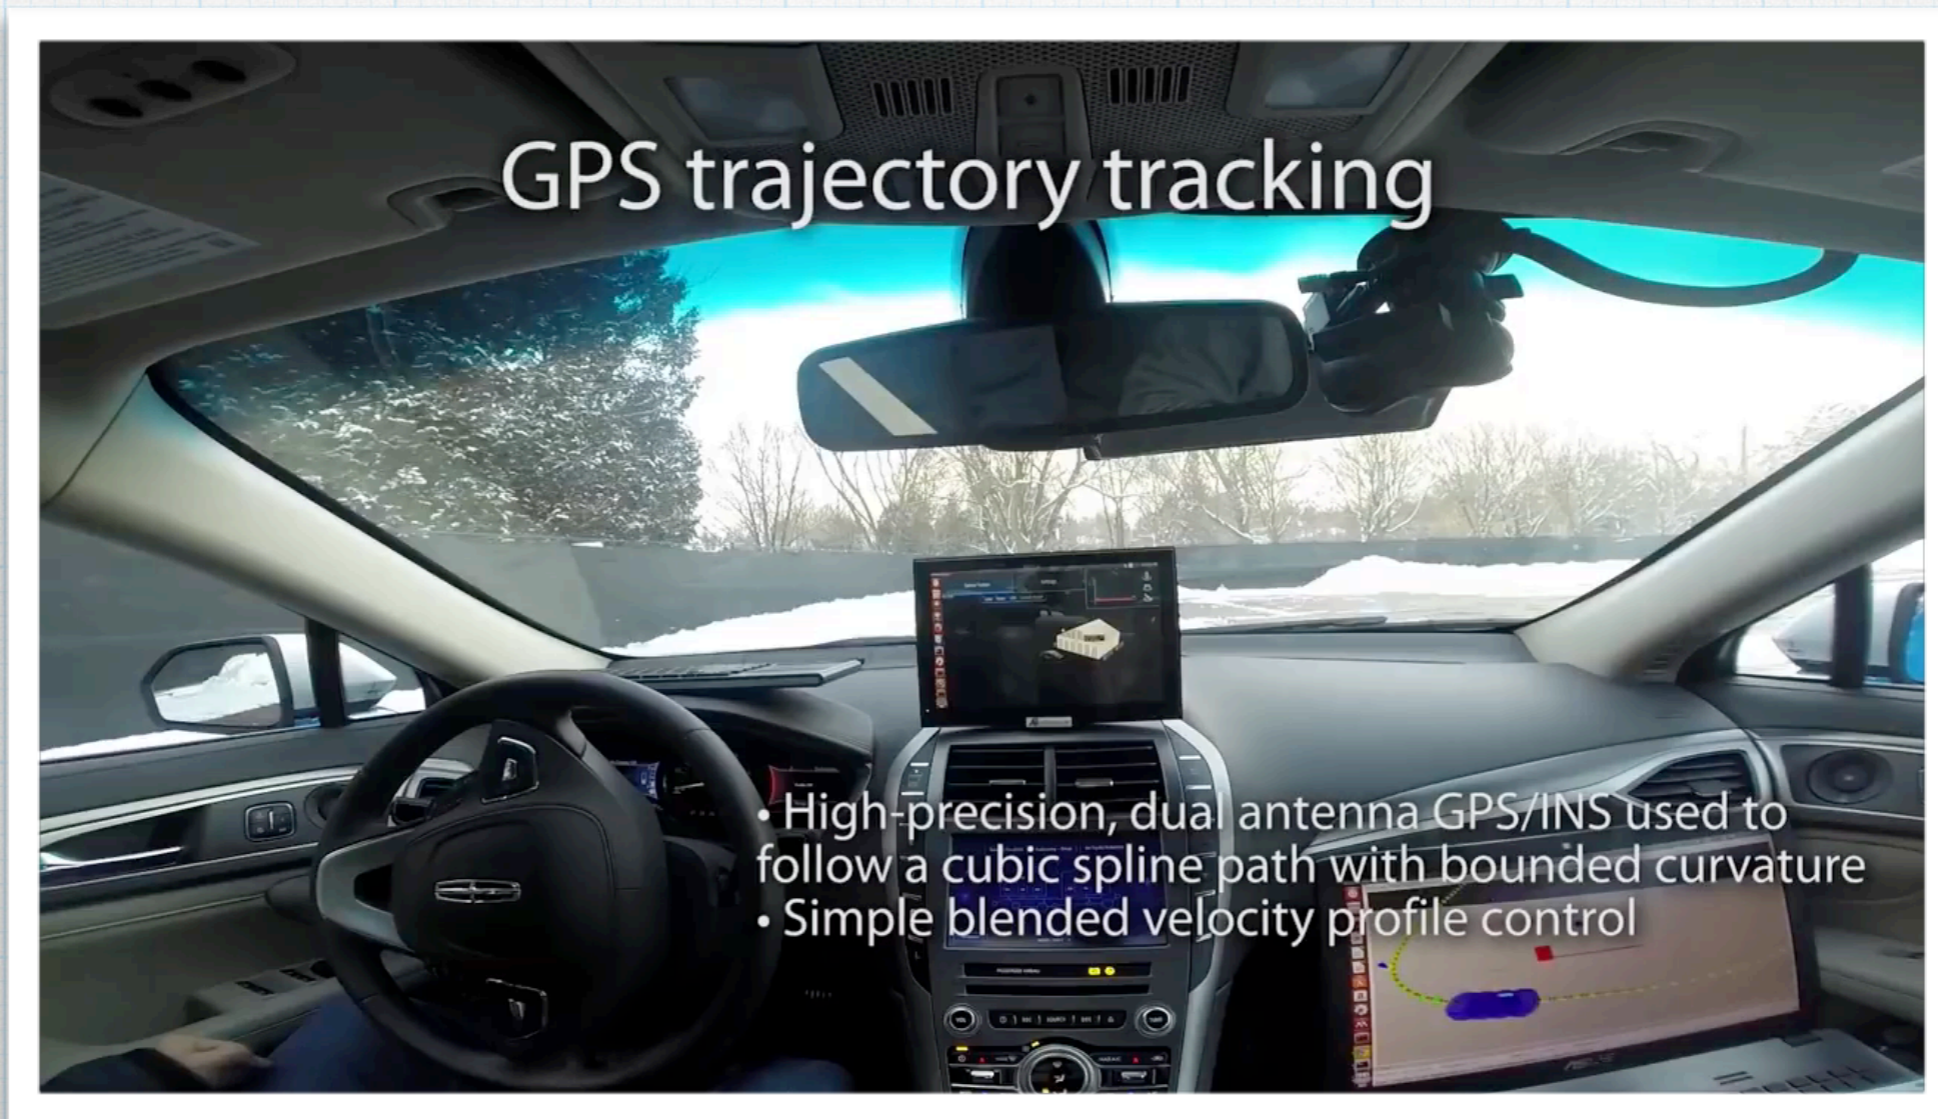 GPS trajectory tracking
• High-precision, dual antenna GPS/INS used to
follow a cubic spline path with bounded curvature
• Simple blended velocity profile control